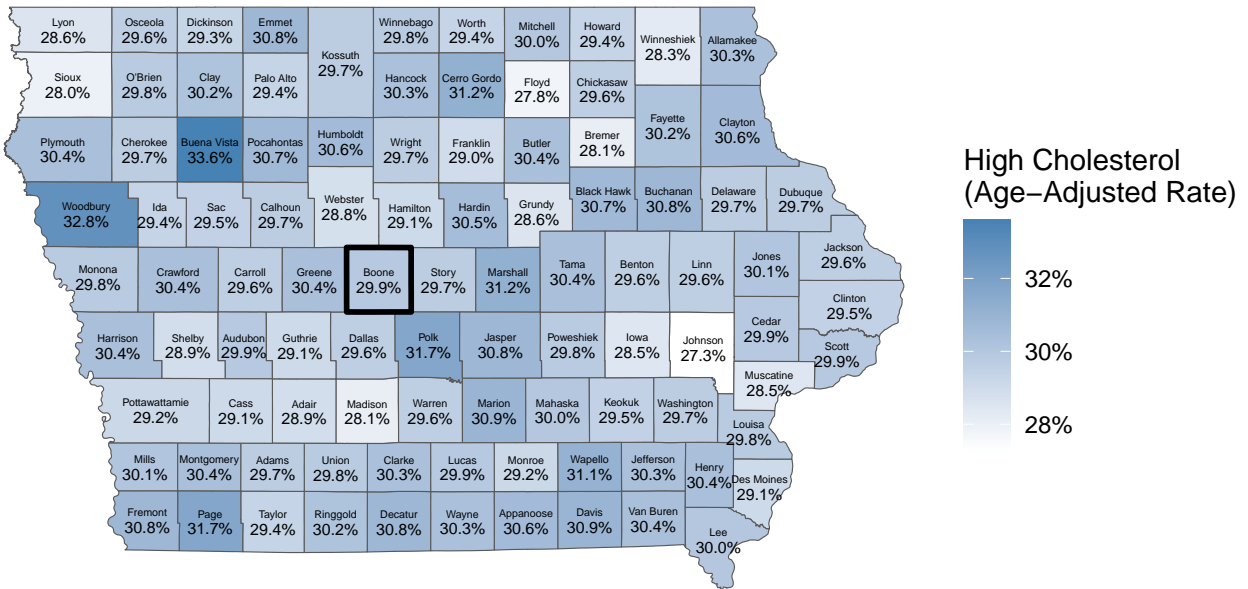 Lyon
28.6%
Osceola
29.6%
Dickinson
29.3%
Emmet
30.8%
Kossuth
29.7%
Winnebago
29.8%
Worth
29.4%
Mitchell
30.0%
Howard
29.4%
Winneshiek
28.3%
Allamakee
30.3%
Sioux
28.0%
O'Brien
29.8%
Clay
30.2%
Palo Alto
29.4%
Hancock
30.3%
Cerro Gordo
31.2%
Floyd
27.8%
Chickasaw
29.6%
Fayette
30.2%
Clayton
30.6%
Plymouth
30.4%
Cherokee
29.7%
Buena Vista
33.6%
Pocahontas
30.7%
Humboldt
30.6%
Wright
29.7%
Franklin
29.0%
Butler
30.4%
Bremer
28.1%
Woodbury
32.8%
Ida
29.4%
Sac
29.5%
Calhoun
29.7%
Webster
28.8%
Hamilton
29.1%
Hardin
30.5%
Grundy
28.6%
Black Hawk
30.7%
Buchanan
30.8%
Delaware
29.7%
Dubuque
29.7%
Monona
29.8%
Crawford
30.4%
Carroll
29.6%
Greene
30.4%
Boone
29.9%
Story
29.7%
Marshall
31.2%
Tama
30.4%
Benton
29.6%
Linn
29.6%
Jones
30.1%
Jackson
29.6%
Clinton
29.5%
Harrison
30.4%
Shelby
28.9%
Audubon
29.9%
Guthrie
29.1%
Dallas
29.6%
Polk
31.7%
Jasper
30.8%
Poweshiek
29.8%
Iowa
28.5%
Johnson
27.3%
Cedar
29.9%
Scott
29.9%
Muscatine
28.5%
Pottawattamie
29.2%
Cass
29.1%
Adair
28.9%
Madison
28.1%
Warren
29.6%
Marion
30.9%
Mahaska
30.0%
Keokuk
29.5%
Washington
29.7%
Louisa
29.8%
Mills
30.1%
Montgomery
30.4%
Adams
29.7%
Union
29.8%
Clarke
30.3%
Lucas
29.9%
Monroe
29.2%
Wapello
31.1%
Jefferson
30.3%
Henry
30.4%
Des Moines
29.1%
Fremont
30.8%
Page
31.7%
Taylor
29.4%
Ringgold
30.2%
Decatur
30.8%
Wayne
30.3%
Appanoose
30.6%
Davis
30.9%
Van Buren
30.4%
Lee
30.0%
High Cholesterol
(Age−Adjusted Rate)
32%
30%
28%